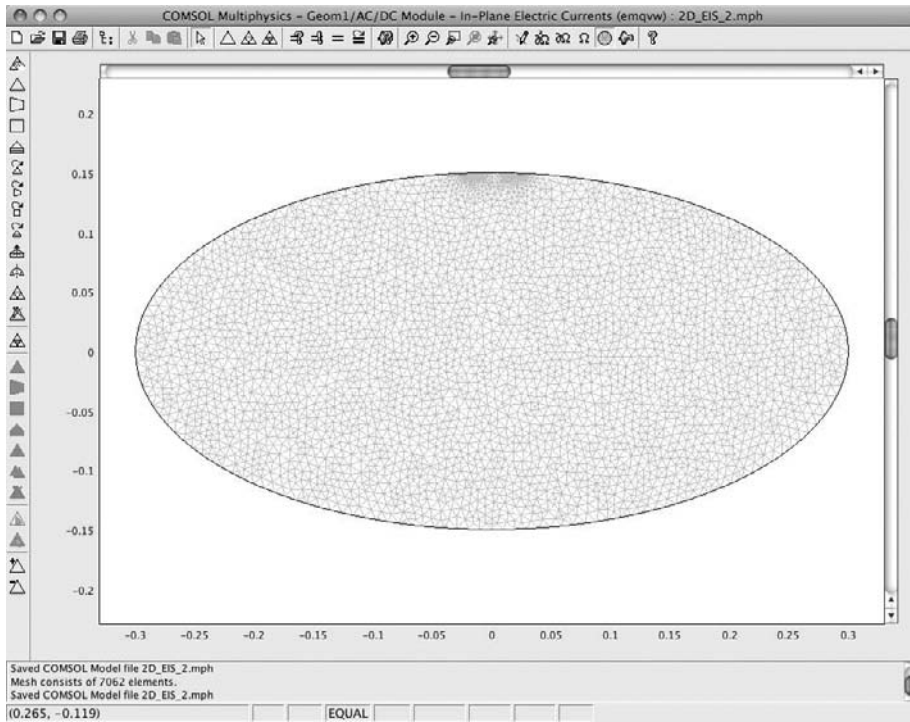 COMSOL Multiphysics - Geom1/AC/DC Module - In-Plane Electric Currents (emqvw) : 2D_EIS_2.mph
0.2
0.15
0.1
0.05
0
-0.05
-0.1
-0.15
-0.2
-0.3 -0.25 -0.2 -0.15 -0.1 -0.05 0 0.05 0.1 0.15 0.2 0.25 0.3
Saved COMSOL Model file 2D_EIS_2.mph
Mesh consists of 7062 elements.
Saved COMSOL Model file 2D_EIS_2.mph
(0.265, -0.119) EQUAL